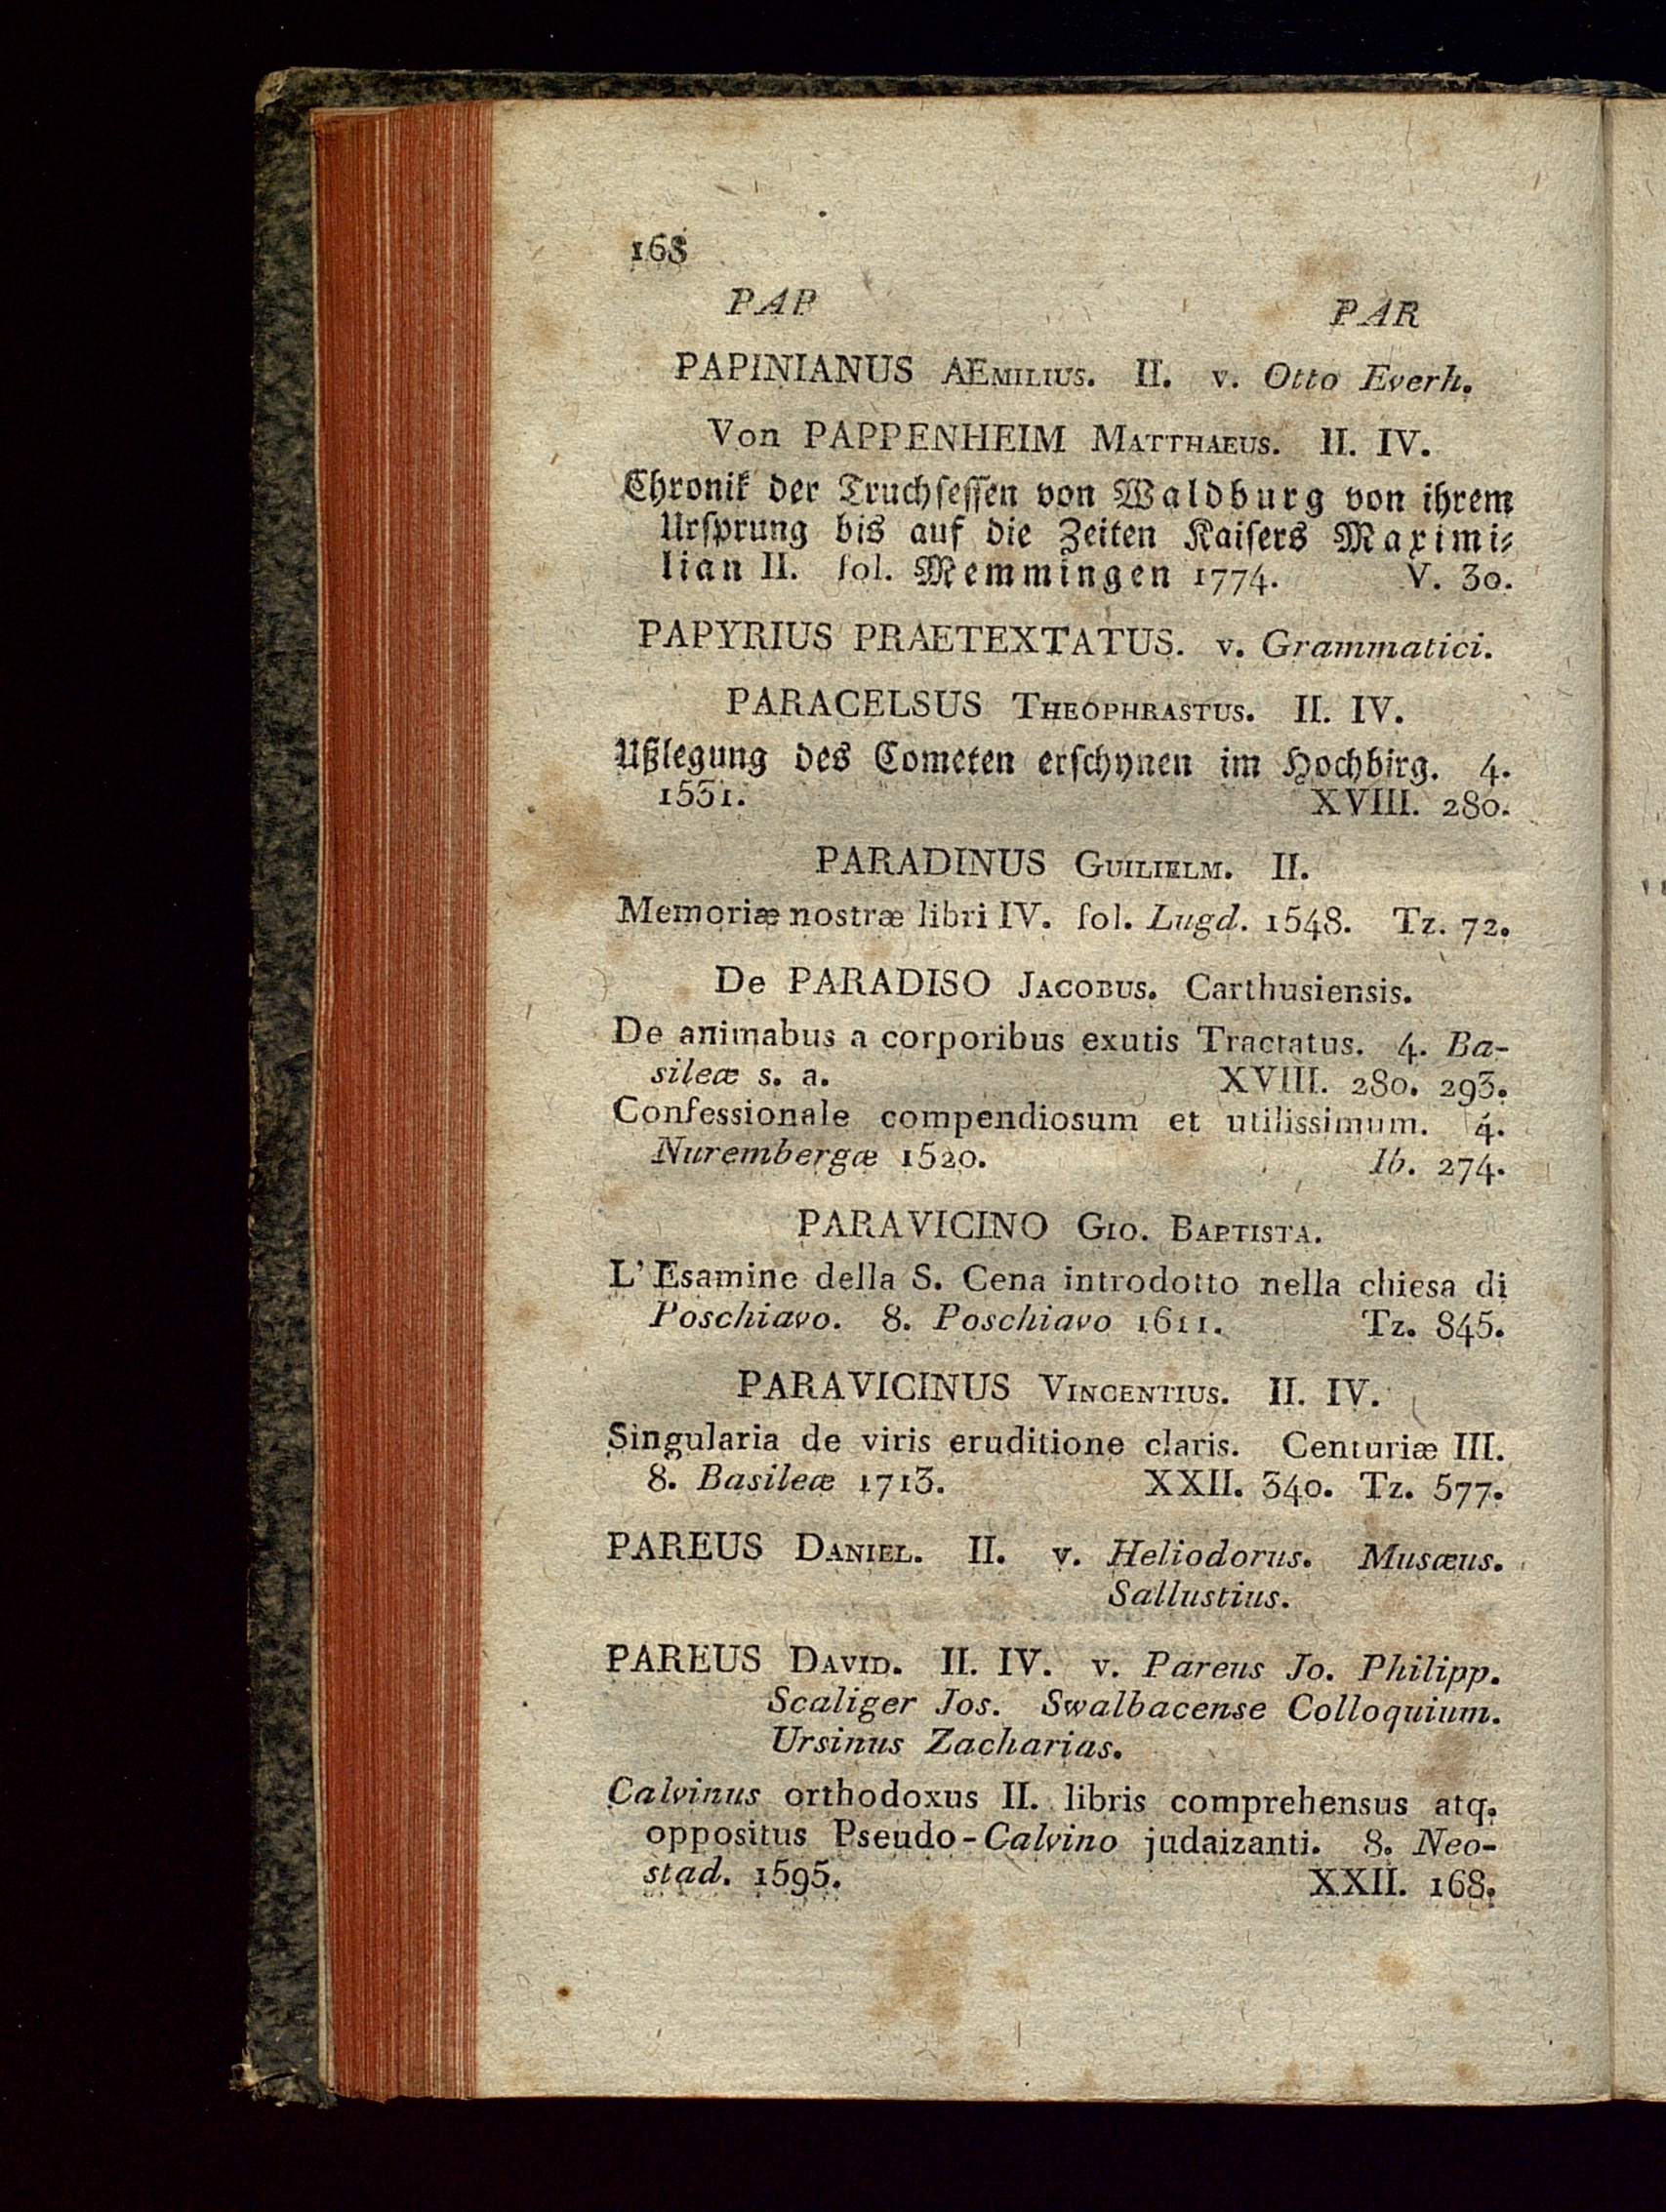 168
PAP PAR
PAPINIANUS AEmilius. II. v. Otto Everh.
Von PAPPENHEIM Matthaeus. II. IV.
Chronik der Truchsessen von Waldburg von ihrem
Ursprung bis auf die Zeiten Kaisers Maximi-
lian II. fol. Memmingen 1774. V. 30.
PAPYRIUS PRAETEXTATUS. v. Grammatici.
PARACELSUS Theophrastus. II. IV.
Ußlegung des Cometen erschynen im Hochbirg. 4.
1531. XVIII. 280.
PARADINUS Guilielm. II.
Memoriæ nostræ libri IV. fol. Lugd. 1548. Tz. 72.
De PARADISO Jacobus. Carthusiensis.
De animabus a corporibus exutis Tractatus. 4. Ba-
sileæ s. a. XVIII. 280. 293.
Confessionale compendiosum et utilissimum. 4.
Nurembergæ 1520. Ib. 274.
PARAVICINO Gio. Baptista.
L'Esamine della S. Cena introdotto nella chiesa di
Poschiavo. 8. Poschiavo 1611. Tz. 845.
PARAVICINUS Vincentius. II. IV.
Singularia de viris eruditione claris. Centuriæ III.
8. Basileæ 1713. XXII. 340. Tz. 577.
PAREUS Daniel. II. v. Heliodorus. Musæus.
Sallustius.
PAREUS David. II. IV. v. Pareus Jo. Philipp.
Scaliger Jos. Swalbacense Colloquium.
Ursinus Zacharias.
Calvinus orthodoxus II. libris comprehensus atq.
oppositus Pseudo-Calvino judaizanti. 8. Neo-
stad. 1595. XXII. 168.